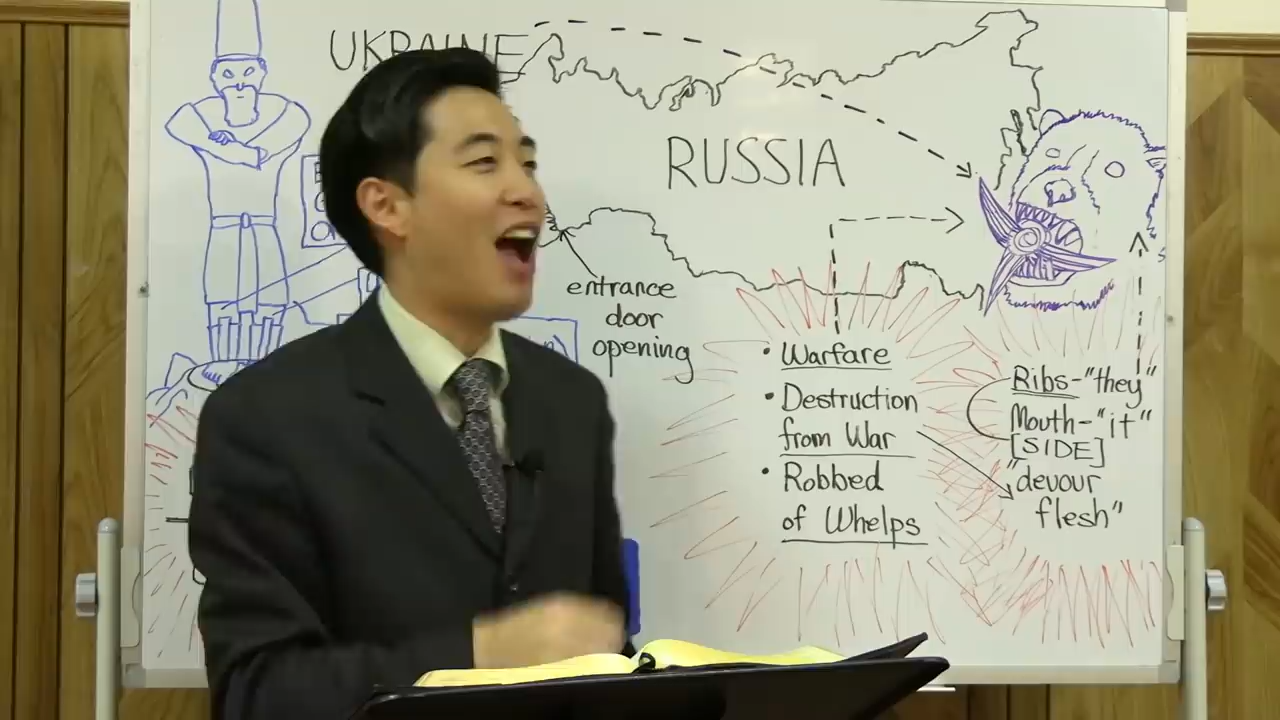 UKRAINE
RUSSIA
entrance
door
opening
• Warfare
• Destruction
from War
• Robbed
of Whelps
Ribs-"they"
Mouth-"it"
[SIDE]
"devour
flesh"